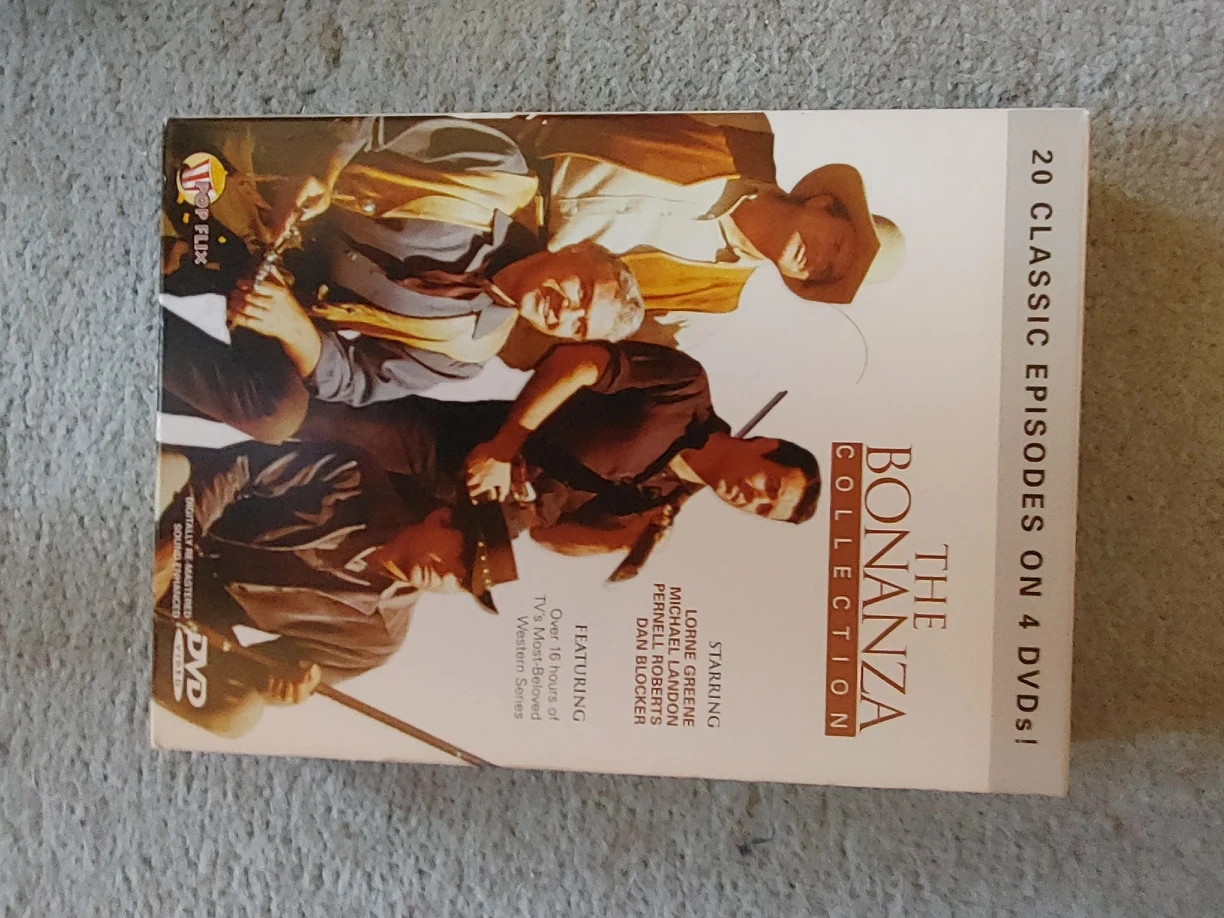 20 CLASSIC EPISODES ON 4 DVDs!
THE
BONANZA
COLLECTION
STARRING
LORNE GREENE
MICHAEL LANDON
PERNELL ROBERTS
DAN BLOCKER
FEATURING
Over 16 hours of
TV's Most-Beloved
Western Series
POP FLIX
DIGITALLY RE-MASTERED
SOUND ENHANCED
DVD
VIDEO